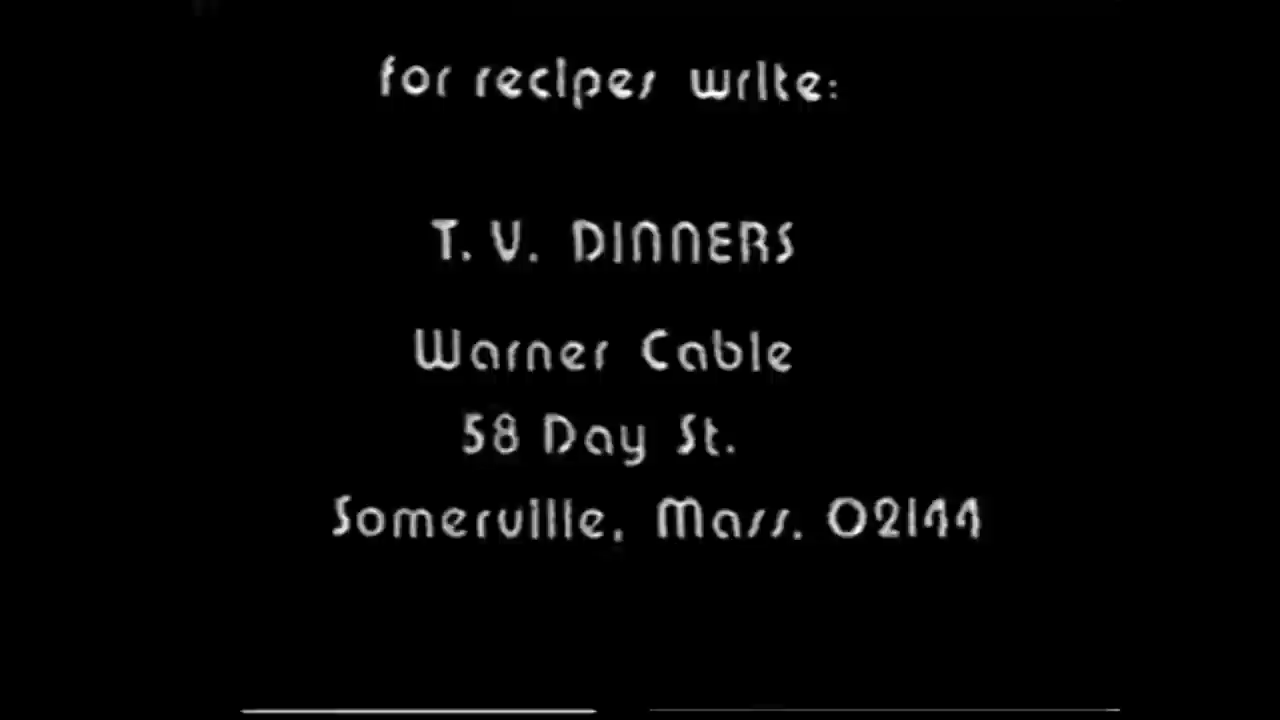 for recipes write:
T. V. DINNERS
Warner Cable
58 Day St.
Somerville, Mass. 02144